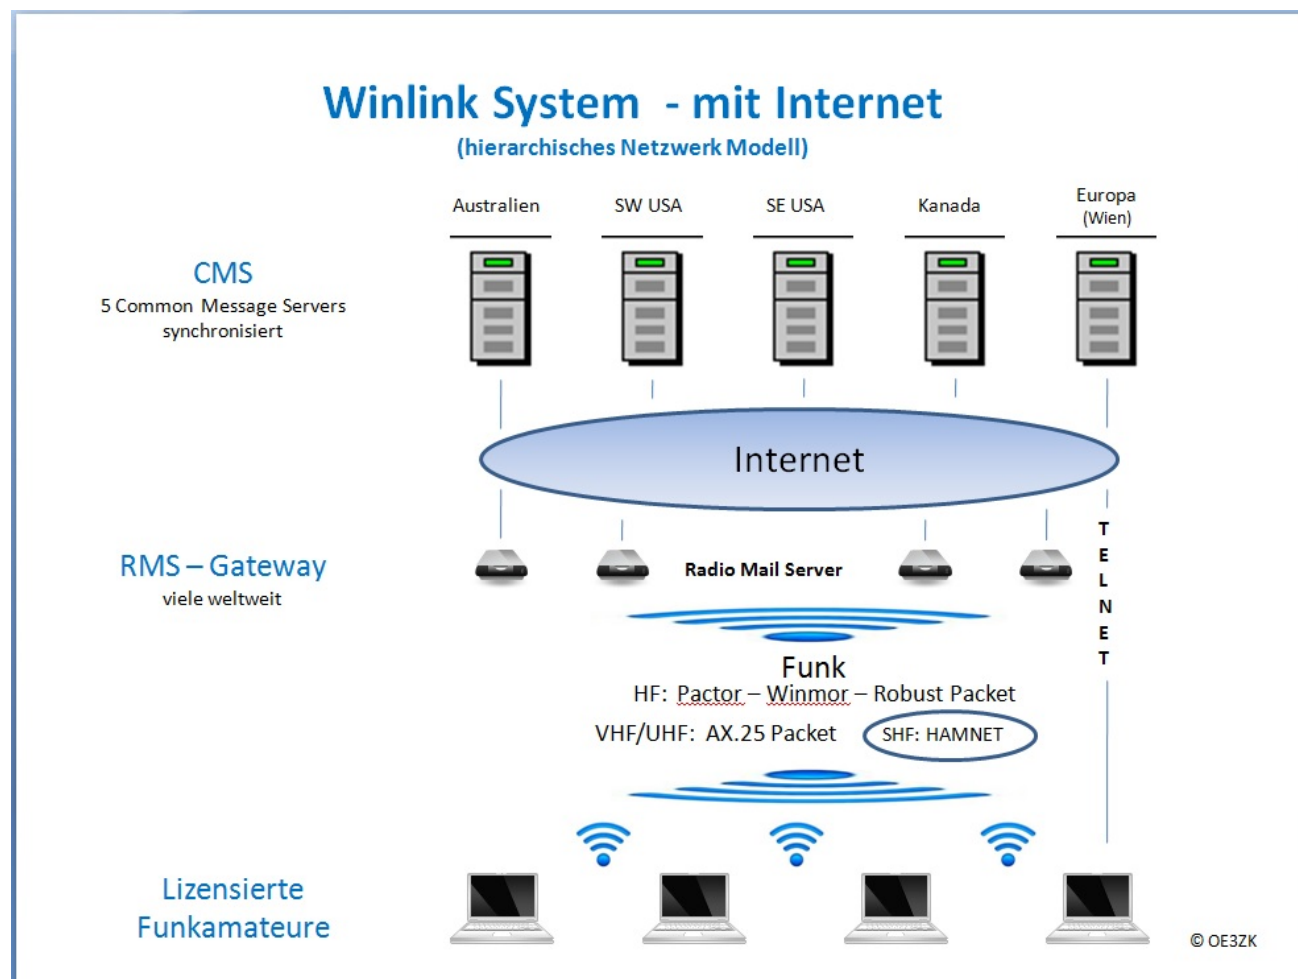 Winlink System  - mit Internet
(hierarchisches Netzwerk Modell)
Australien
SW USA
SE USA
Kanada
Europa
(Wien)
CMS
5 Common Message Servers
synchronisiert
Internet
RMS – Gateway
viele weltweit
Radio Mail Server
TELNET
Funk
HF: Pactor – Winmor – Robust Packet
VHF/UHF: AX.25 Packet
SHF: HAMNET
Lizensierte
Funkamateure
© OE3ZK